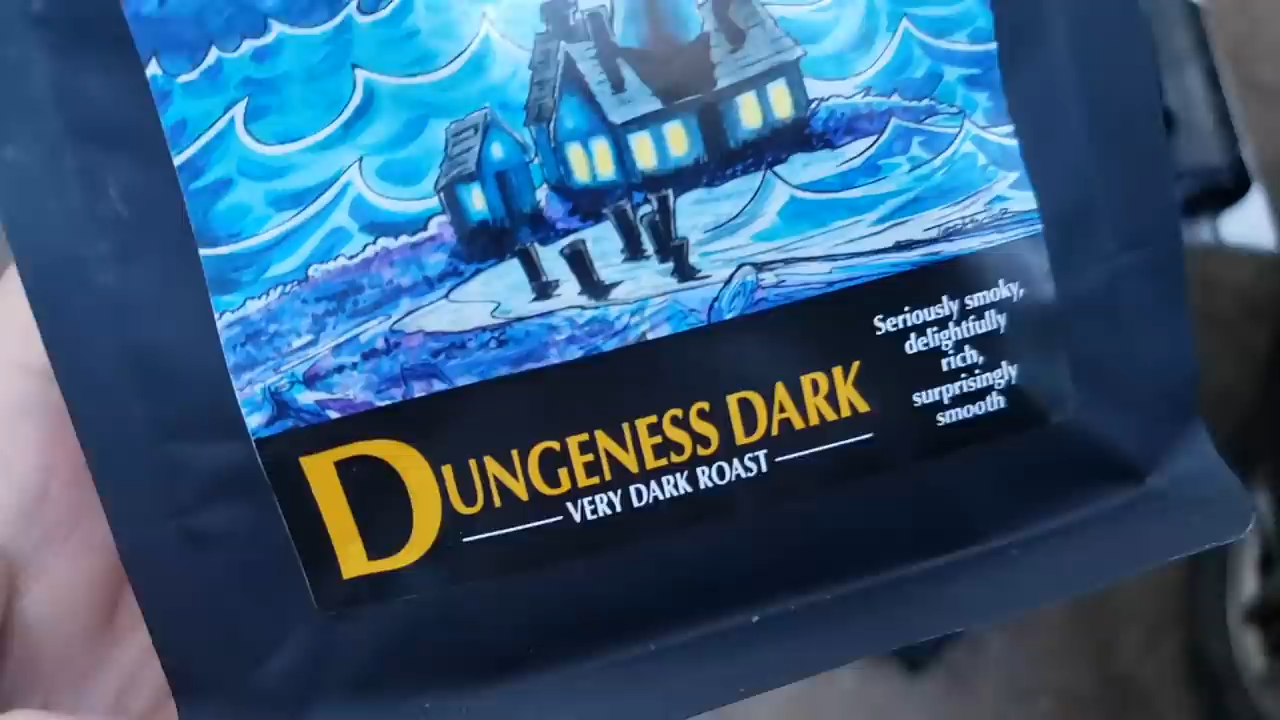 Seriously smoky,
delightfully
rich,
surprisingly
smooth
DUNGENESS DARK
VERY DARK ROAST